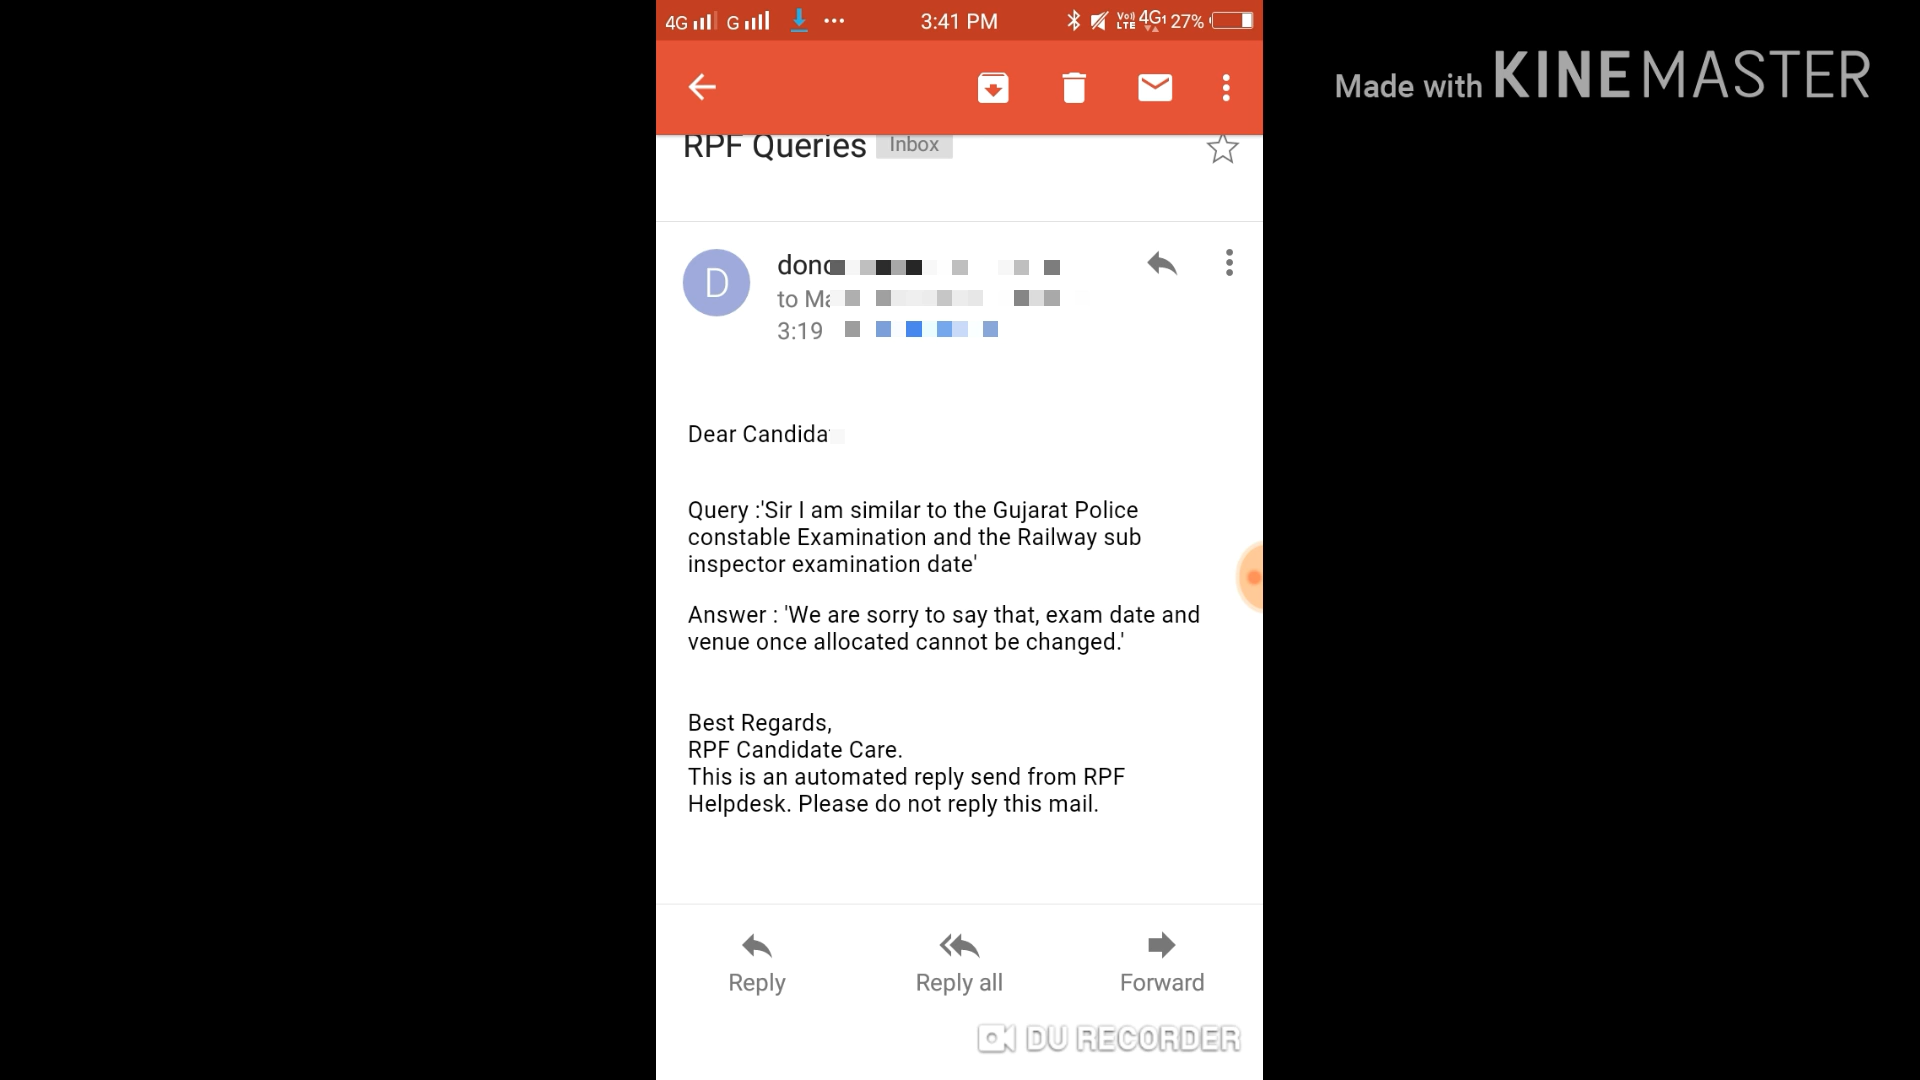 4G G 3:41 PM VoLTE 4G1 27%
Made with KINEMASTER
RPF Queries Inbox
D
to
3:19
Dear
Query :'Sir I am similar to the Gujarat Police
constable Examination and the Railway sub
inspector examination date'
Answer : 'We are sorry to say that, exam date and
venue once allocated cannot be changed.'
Best Regards,
RPF Candidate Care.
This is an automated reply send from RPF
Helpdesk. Please do not reply this mail.
Reply Reply all Forward
DU RECORDER